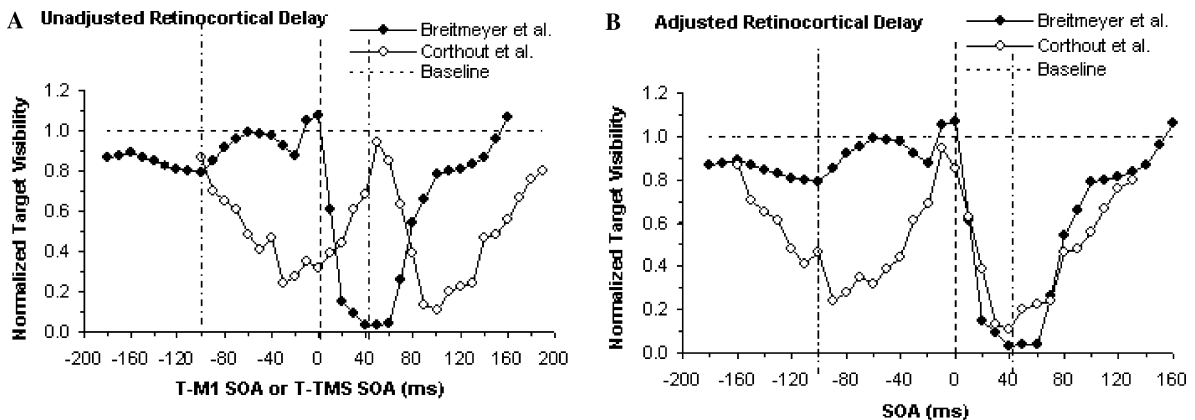 A Unadjusted Retinocortical Delay
Breitmeyer et al.
Corthout et al.
Baseline
Normalized Target Visibility
1.2
1.0
0.8
0.6
0.4
0.2
0.0
-200 -160 -120 -80 -40 0 40 80 120 160 200
T-M1 SOA or T-TMS SOA (ms)
B Adjusted Retinocortical Delay
Breitmeyer et al.
Corthout et al.
Baseline
Normalized Target Visibility
1.2
1.0
0.8
0.6
0.4
0.2
0.0
-200 -160 -120 -80 -40 0 40 80 120 160
SOA (ms)